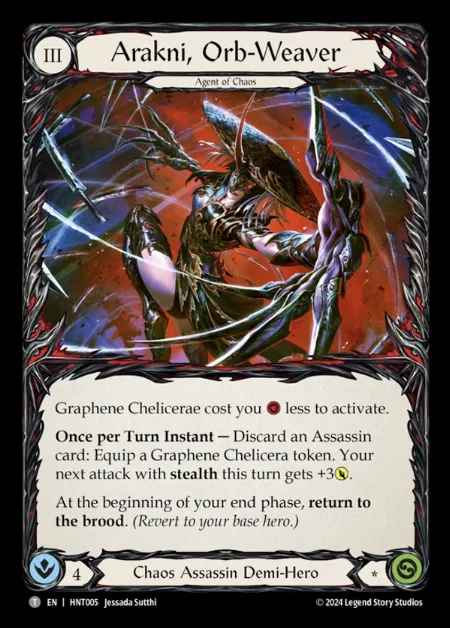 III
Arakni, Orb-Weaver
Agent of Chaos
Graphene Chelicerae cost you less to activate.
Once per Turn Instant — Discard an Assassin
card: Equip a Graphene Chelicera token. Your
next attack with stealth this turn gets +3.
At the beginning of your end phase, return to
the brood. (Revert to your base hero.)
4
Chaos Assassin Demi-Hero
*
T EN | HNT005 Jessada Sutthi
© 2024 Legend Story Studios